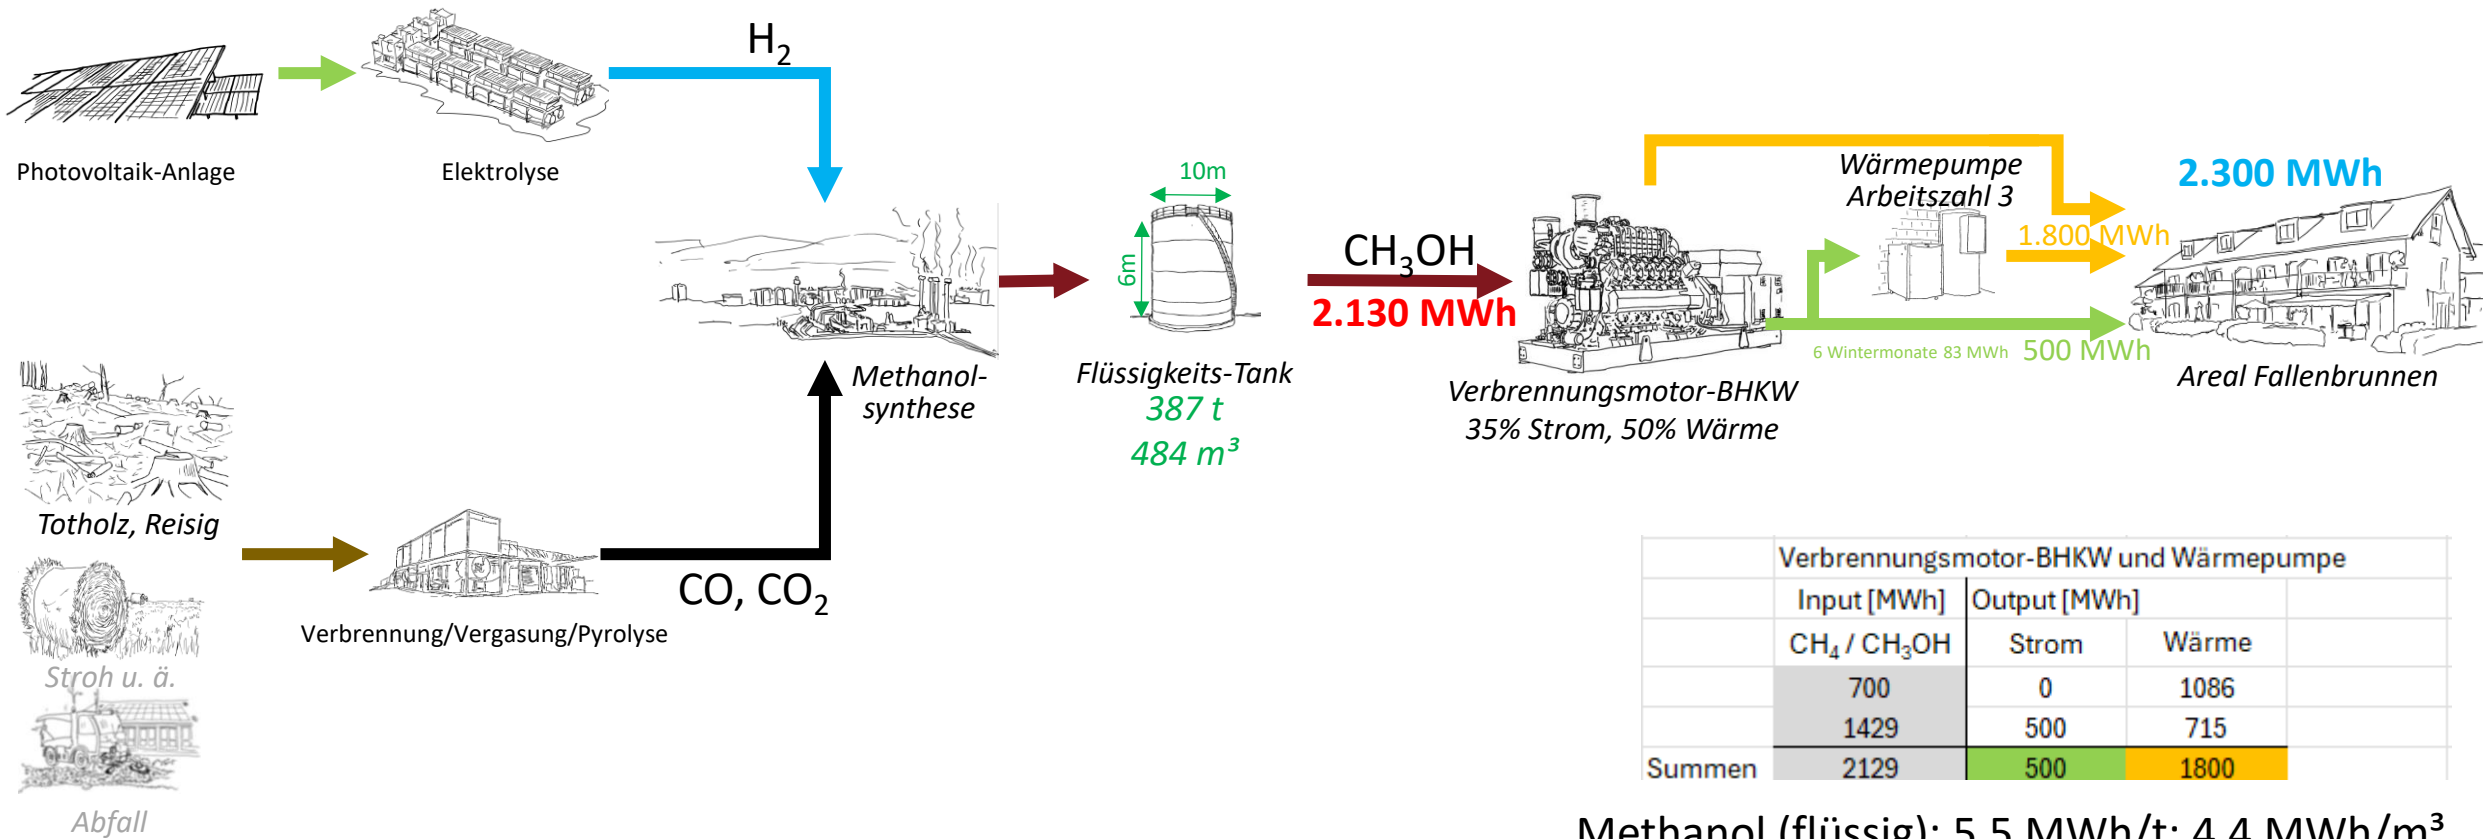 H₂
Photovoltaik-Anlage
Elektrolyse
10m
6m
Methanol-
synthese
Flüssigkeits-Tank
387 t
484 m³
CH₃OH
2.130 MWh
Verbrennungsmotor-BHKW
35% Strom, 50% Wärme
Wärmepumpe
Arbeitszahl 3
2.300 MWh
1.800 MWh
6 Wintermonate 83 MWh
500 MWh
Areal Fallenbrunnen
Totholz, Reisig
Stroh u. ä.
Abfall
Verbrennung/Vergasung/Pyrolyse
CO, CO₂
Verbrennungsmotor-BHKW und Wärmepumpe
Input [MWh] Output [MWh]
CH₄ / CH₃OH Strom Wärme
700 0 1086
1429 500 715
Summen 2129 500 1800
Methanol (flüssig): 5,5 MWh/t; 4,4 MWh/m³